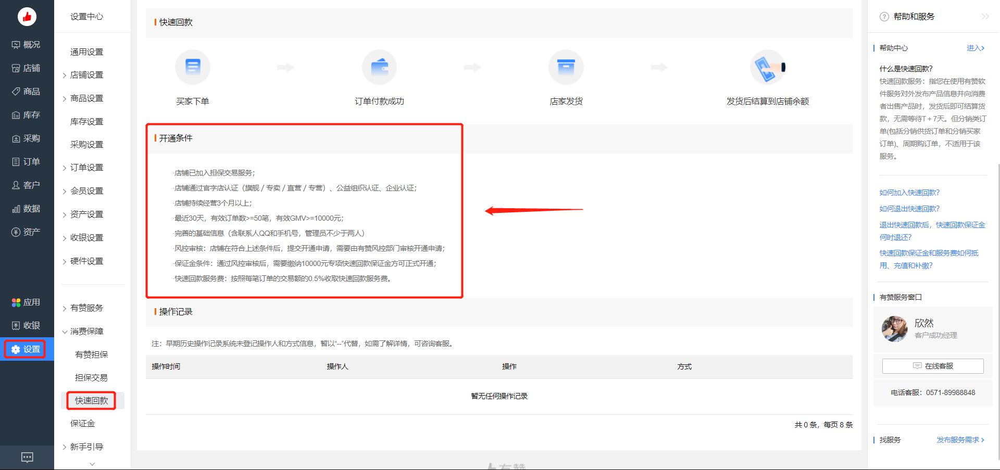 概况
店铺
商品
库存
采购
订单
客户
数据
资产
应用
收银
设置
设置中心
通用设置
店铺设置
商品设置
库存设置
采购设置
订单设置
会员设置
资产设置
收银设置
硬件设置
有赞服务
消费保障
有赞担保
担保交易
快速回款
保证金
新手引导
快速回款
买家下单
订单付款成功
店家发货
发货后结算到店铺余额
开通条件
·店铺已加入担保交易服务；
·店铺通过官字店认证（旗舰 / 专卖 / 直营 / 专营）、公益组织认证、企业认证；
·店铺持续经营3个月以上；
·最近30天，有效订单数>=50笔，有效GMV>=10000元；
·完善的基础信息（含联系人QQ和手机号，管理员不少于两人）
·风控审核：店铺在符合上述条件后，提交开通申请，需要由有赞风控部门审核开通申请；
·保证金条件：通过风控审核后，需要缴纳10000元专项快速回款保证金方可正式开通；
·快速回款服务费：按照每笔订单的交易额的0.5%收取快速回款服务费。
操作记录
注：早期历史操作记录系统未登记操作人和方式信息，暂以“--”代替，如需了解详情，可咨询客服。
操作时间 操作人 操作 方式
暂无任何操作记录
共 0 条，每页 8 条
有赞
帮助和服务
帮助中心 进入
什么是快速回款？
快速回款服务：指您在使用有赞软
件服务对外发布产品信息并向消费
者出售产品时，发货后即可结算货
款，无需等待T + 7天。但分销类订
单(包括分销供货订单和分销买家
订单)、周期购订单，不适用于该
服务。
如何加入快速回款？
如何退出快速回款？
退出快速回款后，快速回款保证金
何时退还？
快速回款保证金和服务费如何抵
用、充值和补缴？
有赞服务窗口
欣然
客户成功经理
在线客服
电话客服：0571-89988848
找服务 发布服务需求